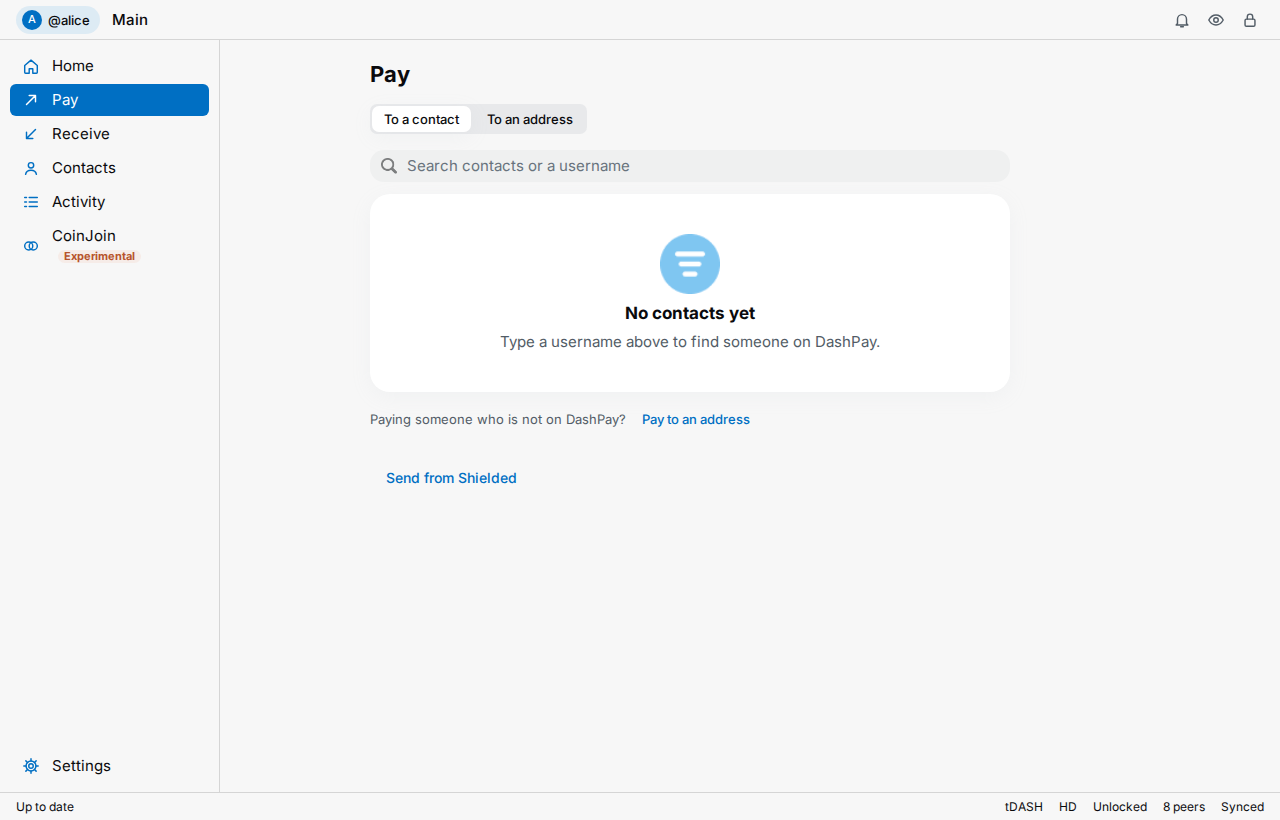 A @alice Main
Home
Pay
Receive
Contacts
Activity
CoinJoin
Experimental
Settings
Pay
To a contact To an address
Search contacts or a username
No contacts yet
Type a username above to find someone on DashPay.
Paying someone who is not on DashPay? Pay to an address
Send from Shielded
Up to date tDASH HD Unlocked 8 peers Synced